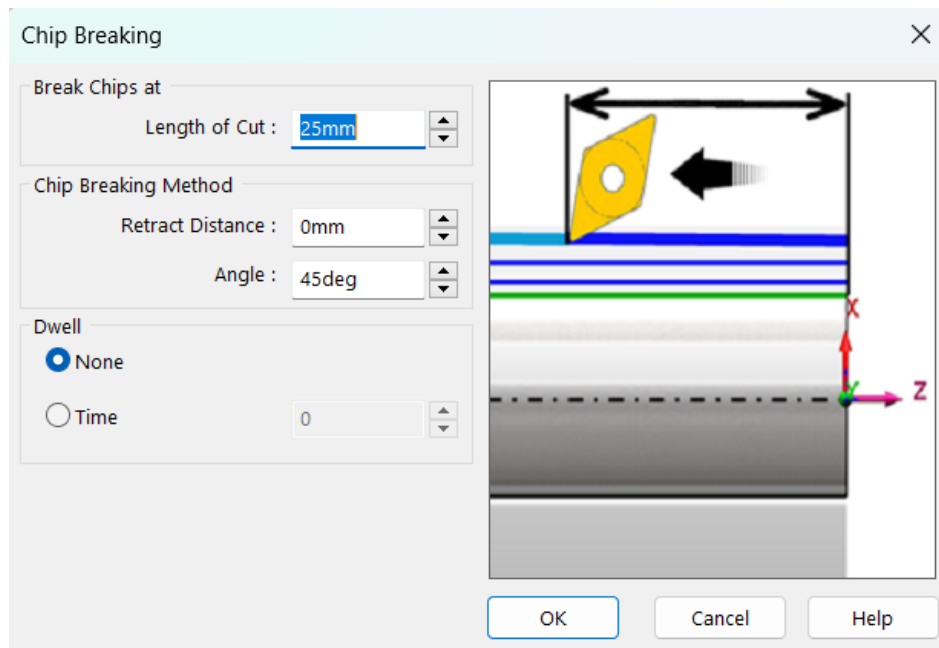 Chip Breaking
Break Chips at
Length of Cut : 25mm
Chip Breaking Method
Retract Distance : 0mm
Angle : 45deg
Dwell
None
Time 0
X
Y
Z
OK Cancel Help